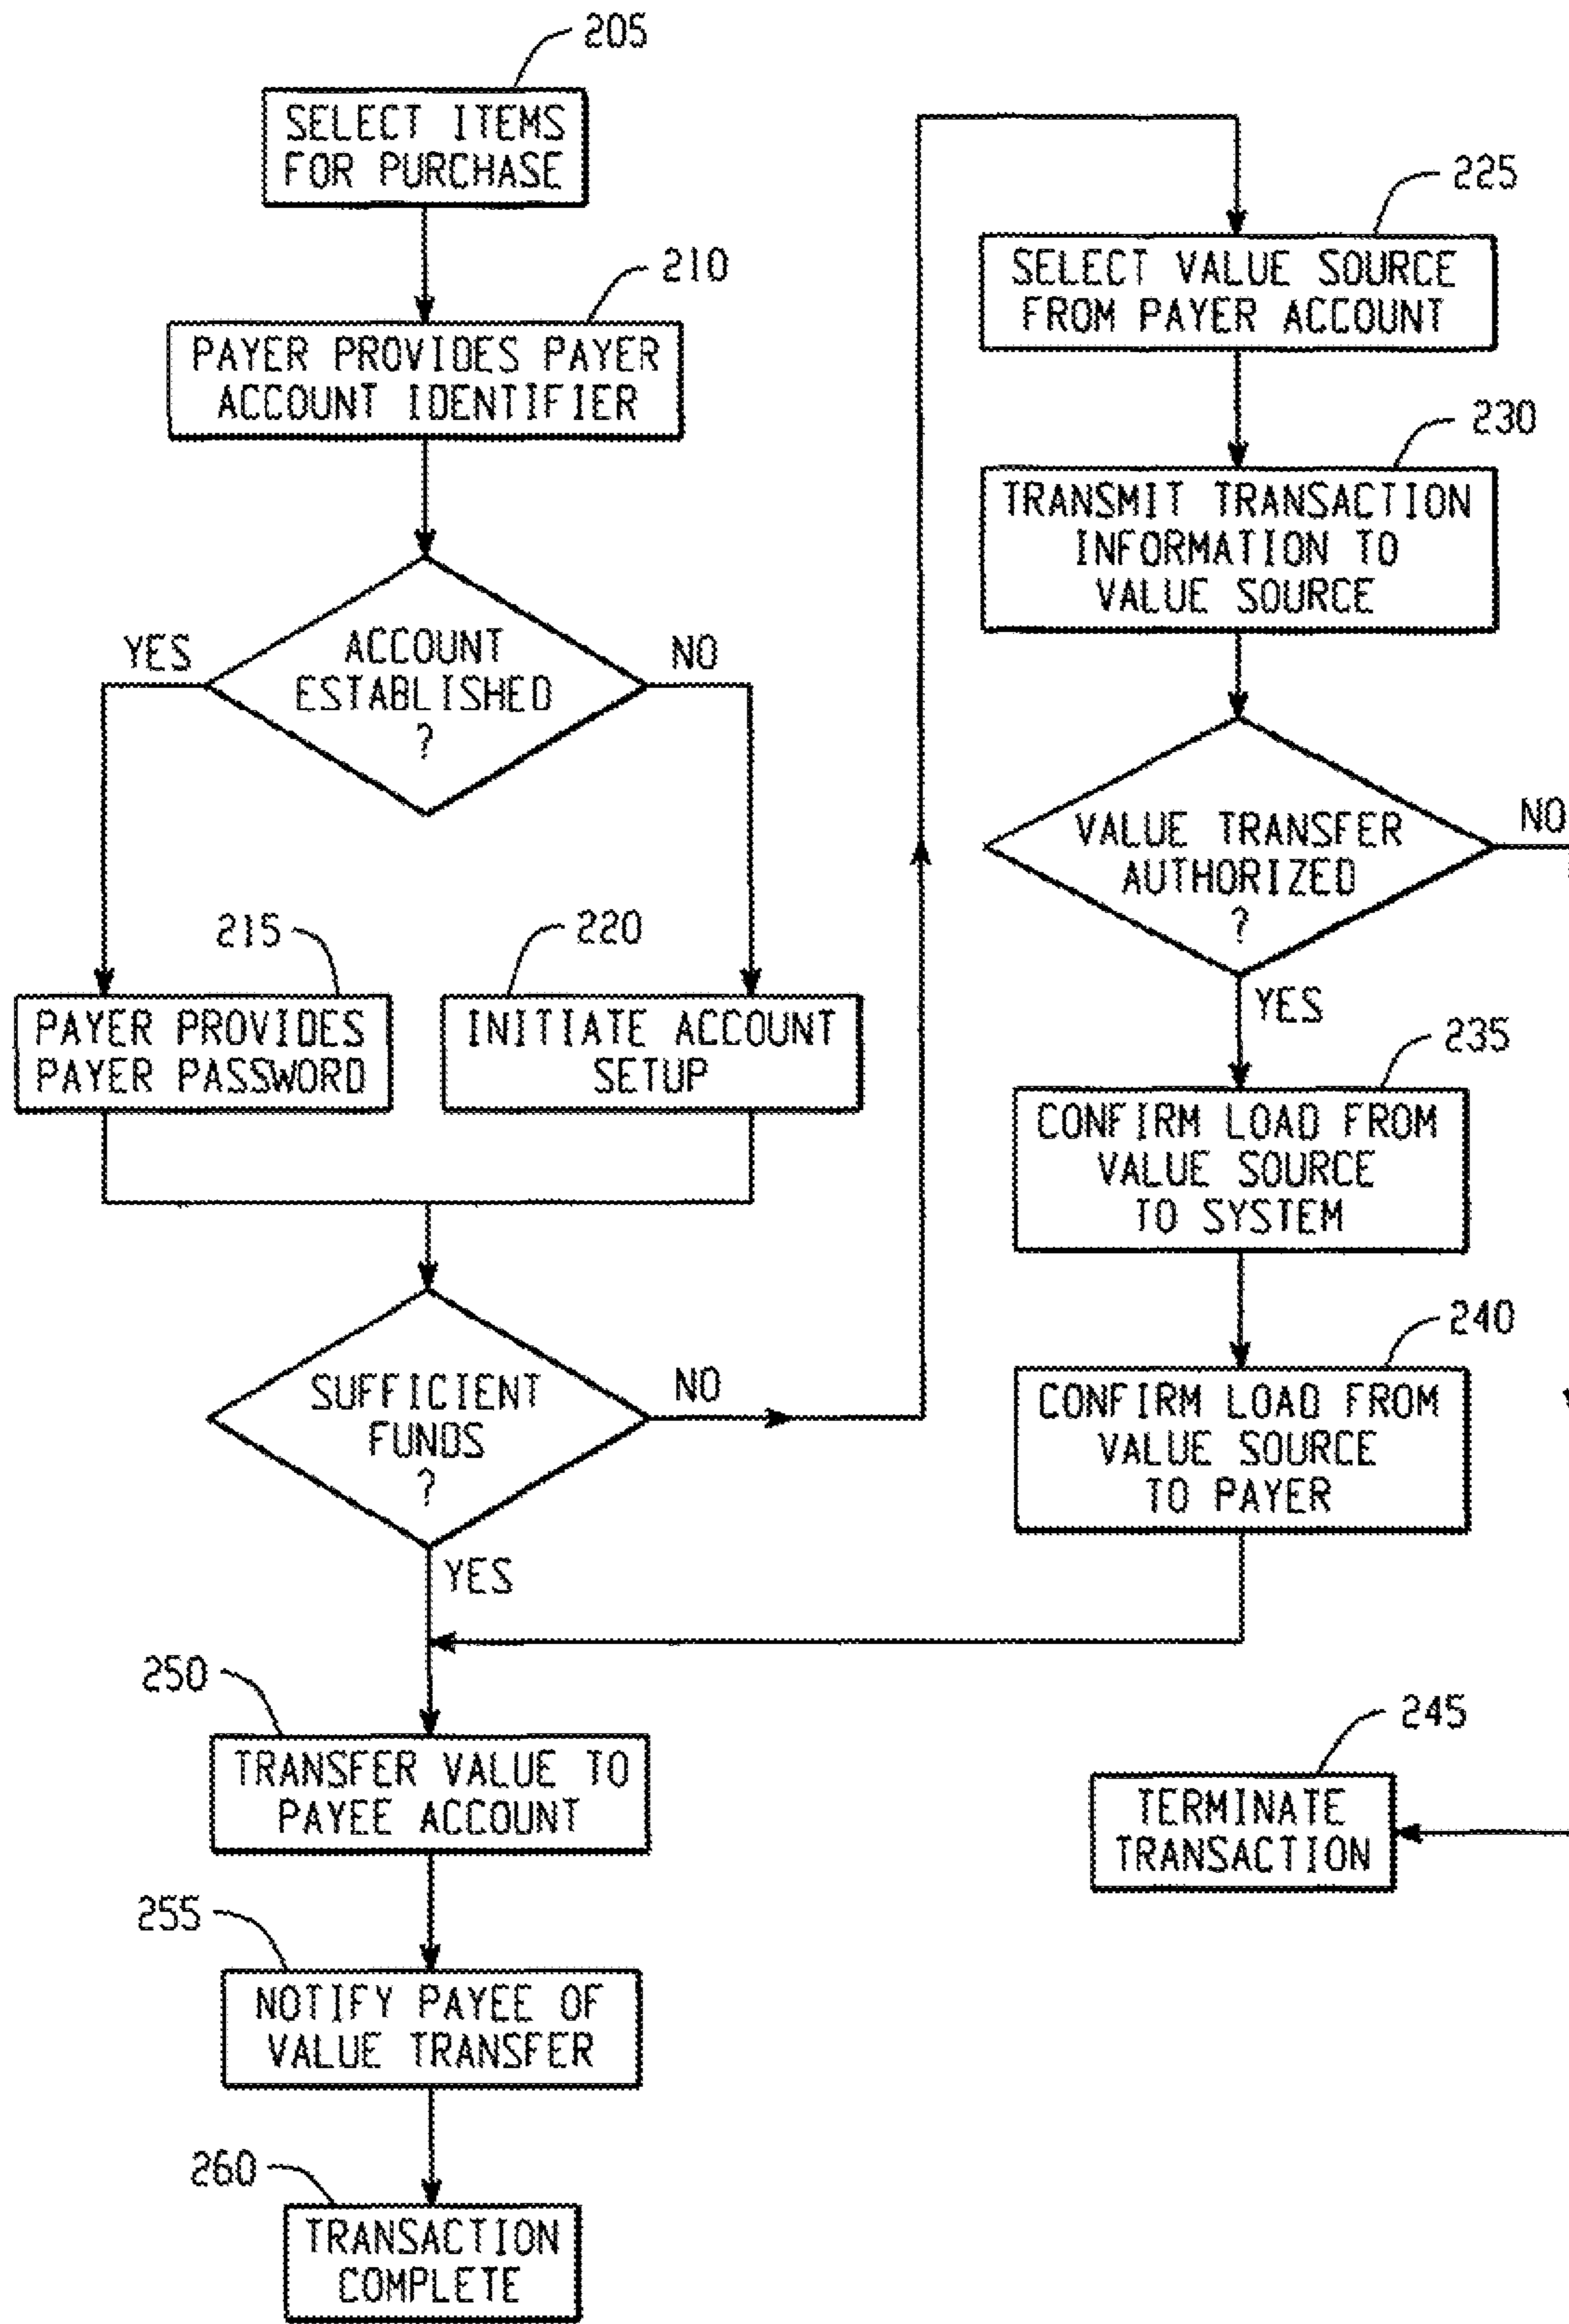 205
SELECT ITEMS
FOR PURCHASE
210
PAYER PROVIDES PAYER
ACCOUNT IDENTIFIER
YES
ACCOUNT
ESTABLISHED
?
NO
215
PAYER PROVIDES
PAYER PASSWORD
220
INITIATE ACCOUNT
SETUP
SUFFICIENT
FUNDS
?
NO
YES
225
SELECT VALUE SOURCE
FROM PAYER ACCOUNT
230
TRANSMIT TRANSACTION
INFORMATION TO
VALUE SOURCE
VALUE TRANSFER
AUTHORIZED
?
NO
YES
235
CONFIRM LOAD FROM
VALUE SOURCE
TO SYSTEM
240
CONFIRM LOAD FROM
VALUE SOURCE
TO PAYER
245
TERMINATE
TRANSACTION
250
TRANSFER VALUE TO
PAYEE ACCOUNT
255
NOTIFY PAYEE OF
VALUE TRANSFER
260
TRANSACTION
COMPLETE